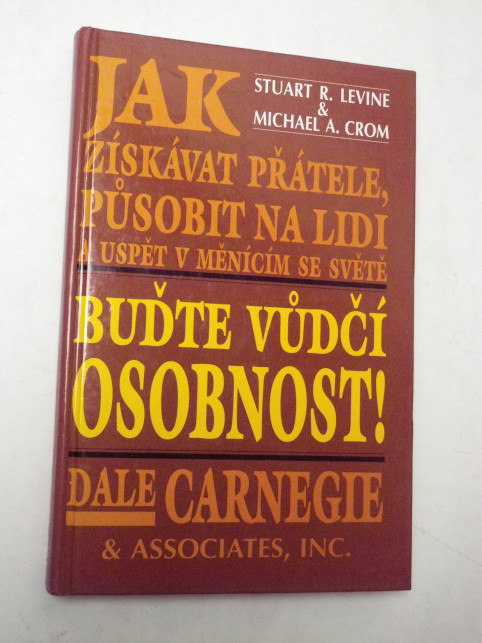 JAK
STUART R. LEVINE
&
MICHAEL A. CROM
ZÍSKÁVAT PŘÁTELE,
PŮSOBIT NA LIDI
A USPĚT V MĚNÍCÍM SE SVĚTĚ
BUĎTE VŮDČÍ
OSOBNOST!
DALE CARNEGIE
& ASSOCIATES, INC.